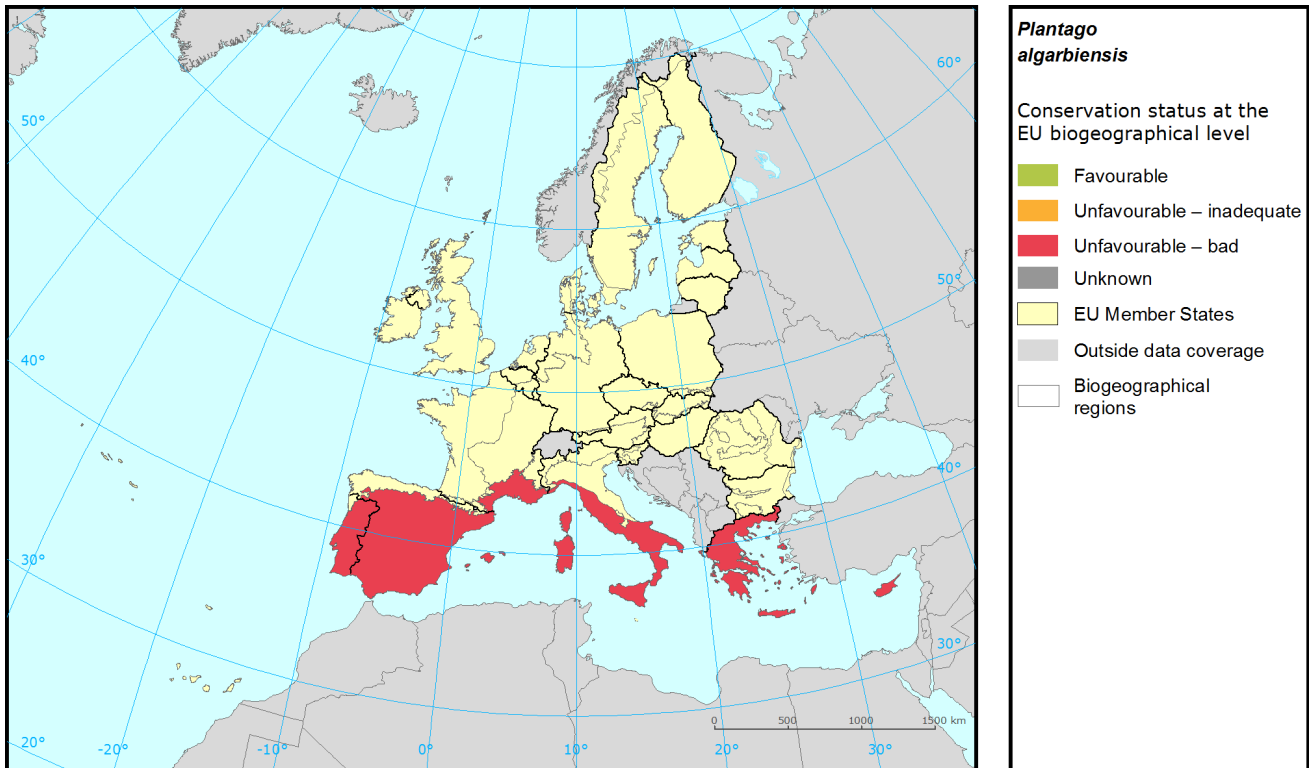 60°
50°
50°
40°
40°
30°
30°
20°
-20°
-10°
0°
10°
20°
30°
0 500 1000 1500 km
Plantago
algarbiensis
Conservation status at the
EU biogeographical level
Favourable
Unfavourable – inadequate
Unfavourable – bad
Unknown
EU Member States
Outside data coverage
Biogeographical
regions